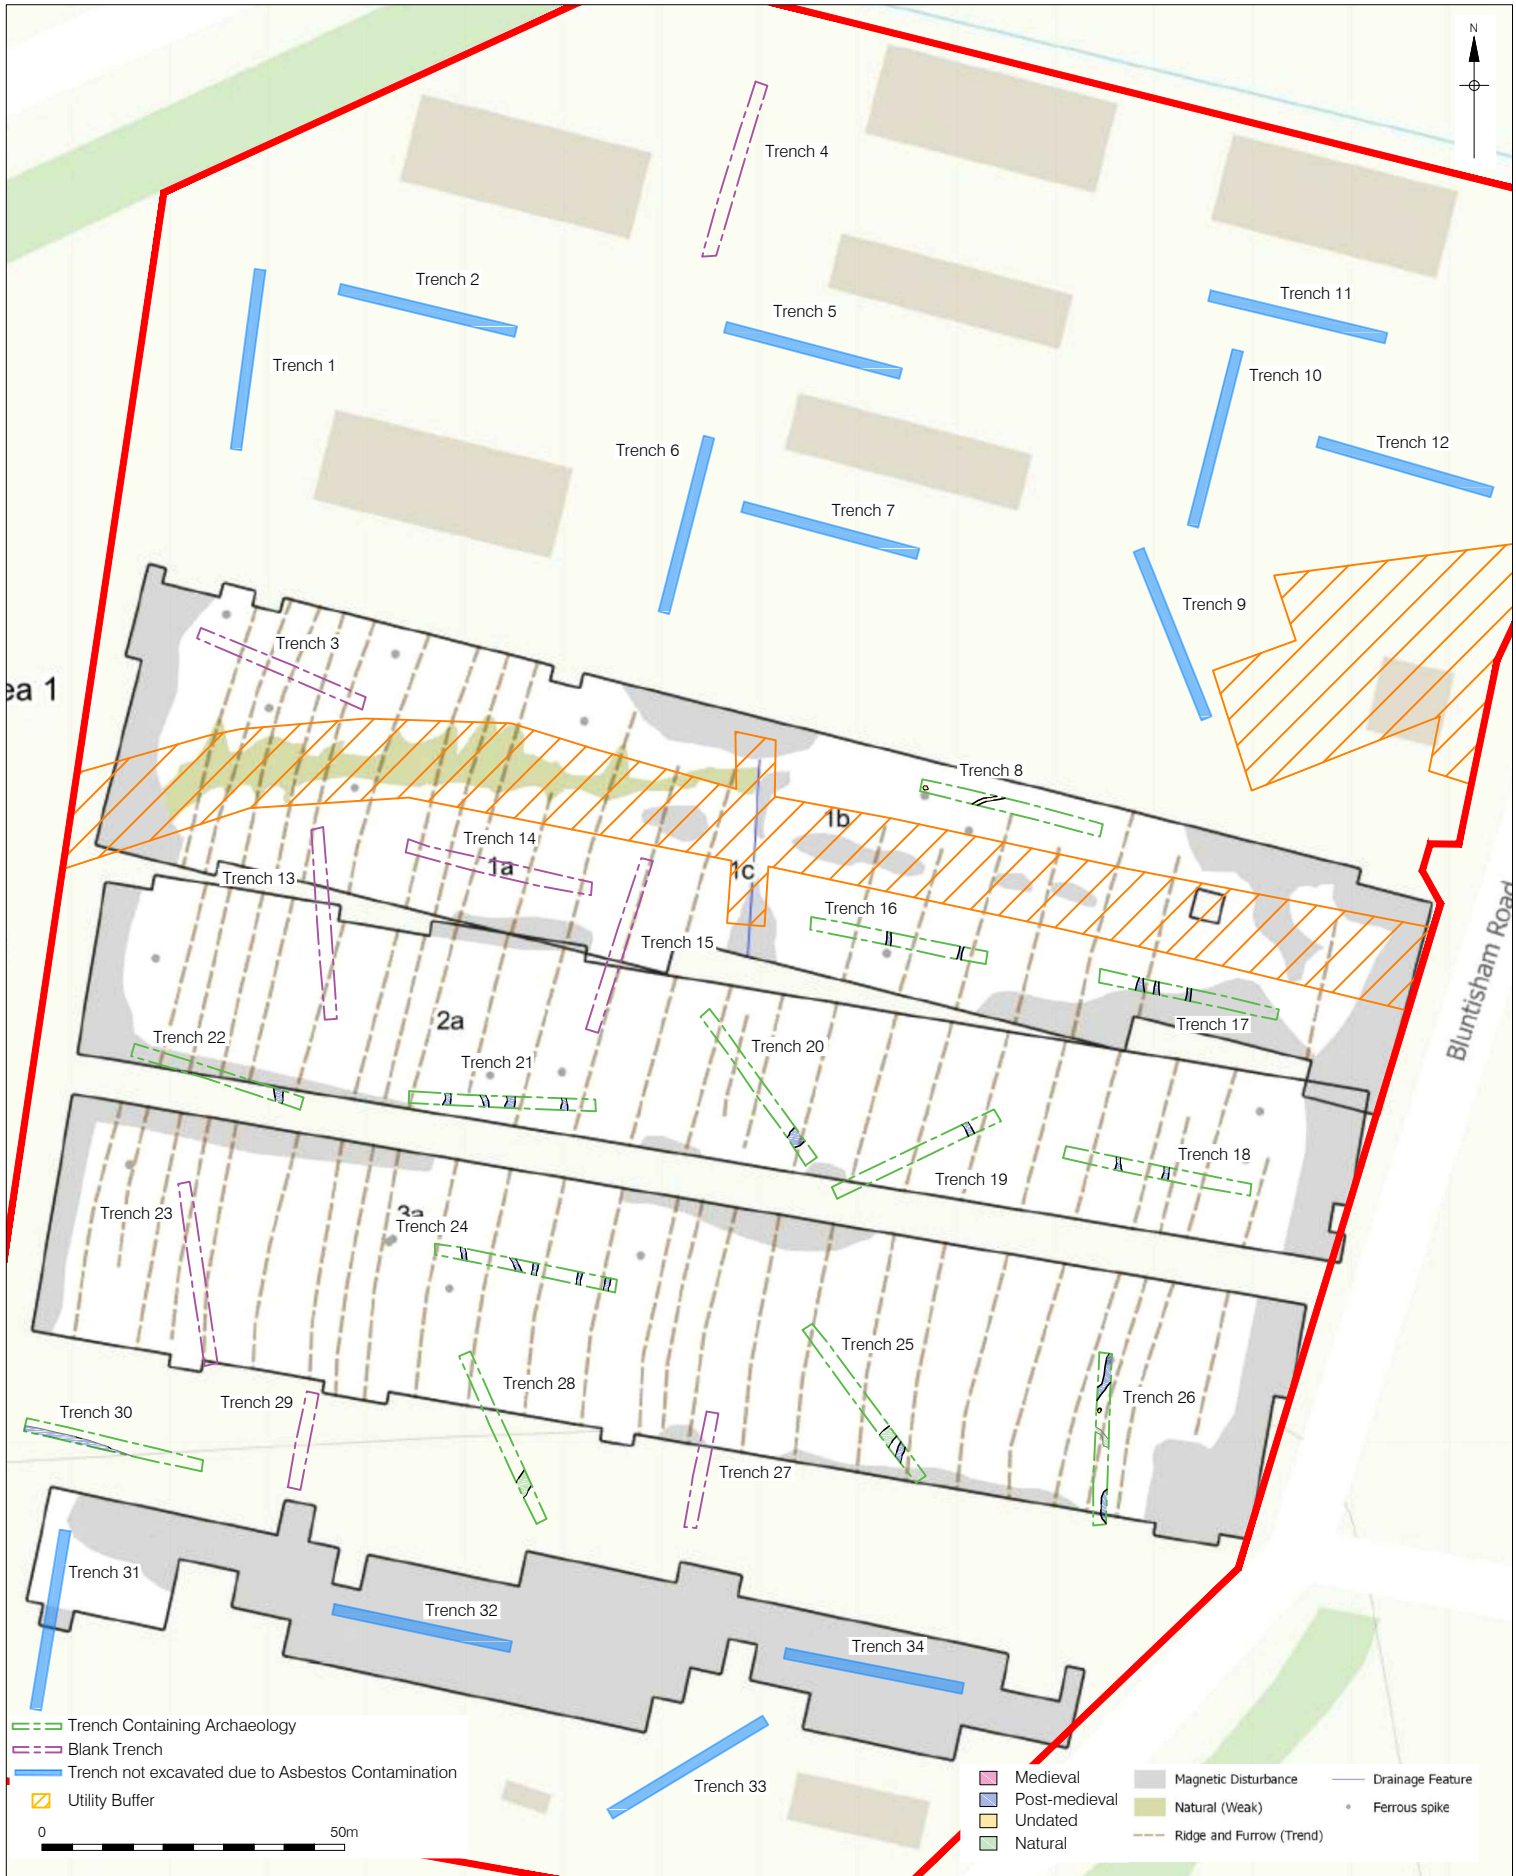 N
Trench 4
Trench 2
Trench 11
Trench 5
Trench 1
Trench 10
Trench 12
Trench 6
Trench 7
Trench 9
Trench 3
ea 1
Trench 8
1b
Trench 14
1a
1c
Trench 13
Trench 16
Trench 15
Bluntisham Road
2a
Trench 17
Trench 22
Trench 20
Trench 21
Trench 18
Trench 19
Trench 23
3a
Trench 24
Trench 25
Trench 28
Trench 26
Trench 29
Trench 30
Trench 27
Trench 31
Trench 32
Trench 34
Trench 33
Trench Containing Archaeology
Blank Trench
Trench not excavated due to Asbestos Contamination
Utility Buffer
0 50m
Medieval
Post-medieval
Undated
Natural
Magnetic Disturbance
Natural (Weak)
Ridge and Furrow (Trend)
Drainage Feature
Ferrous spike